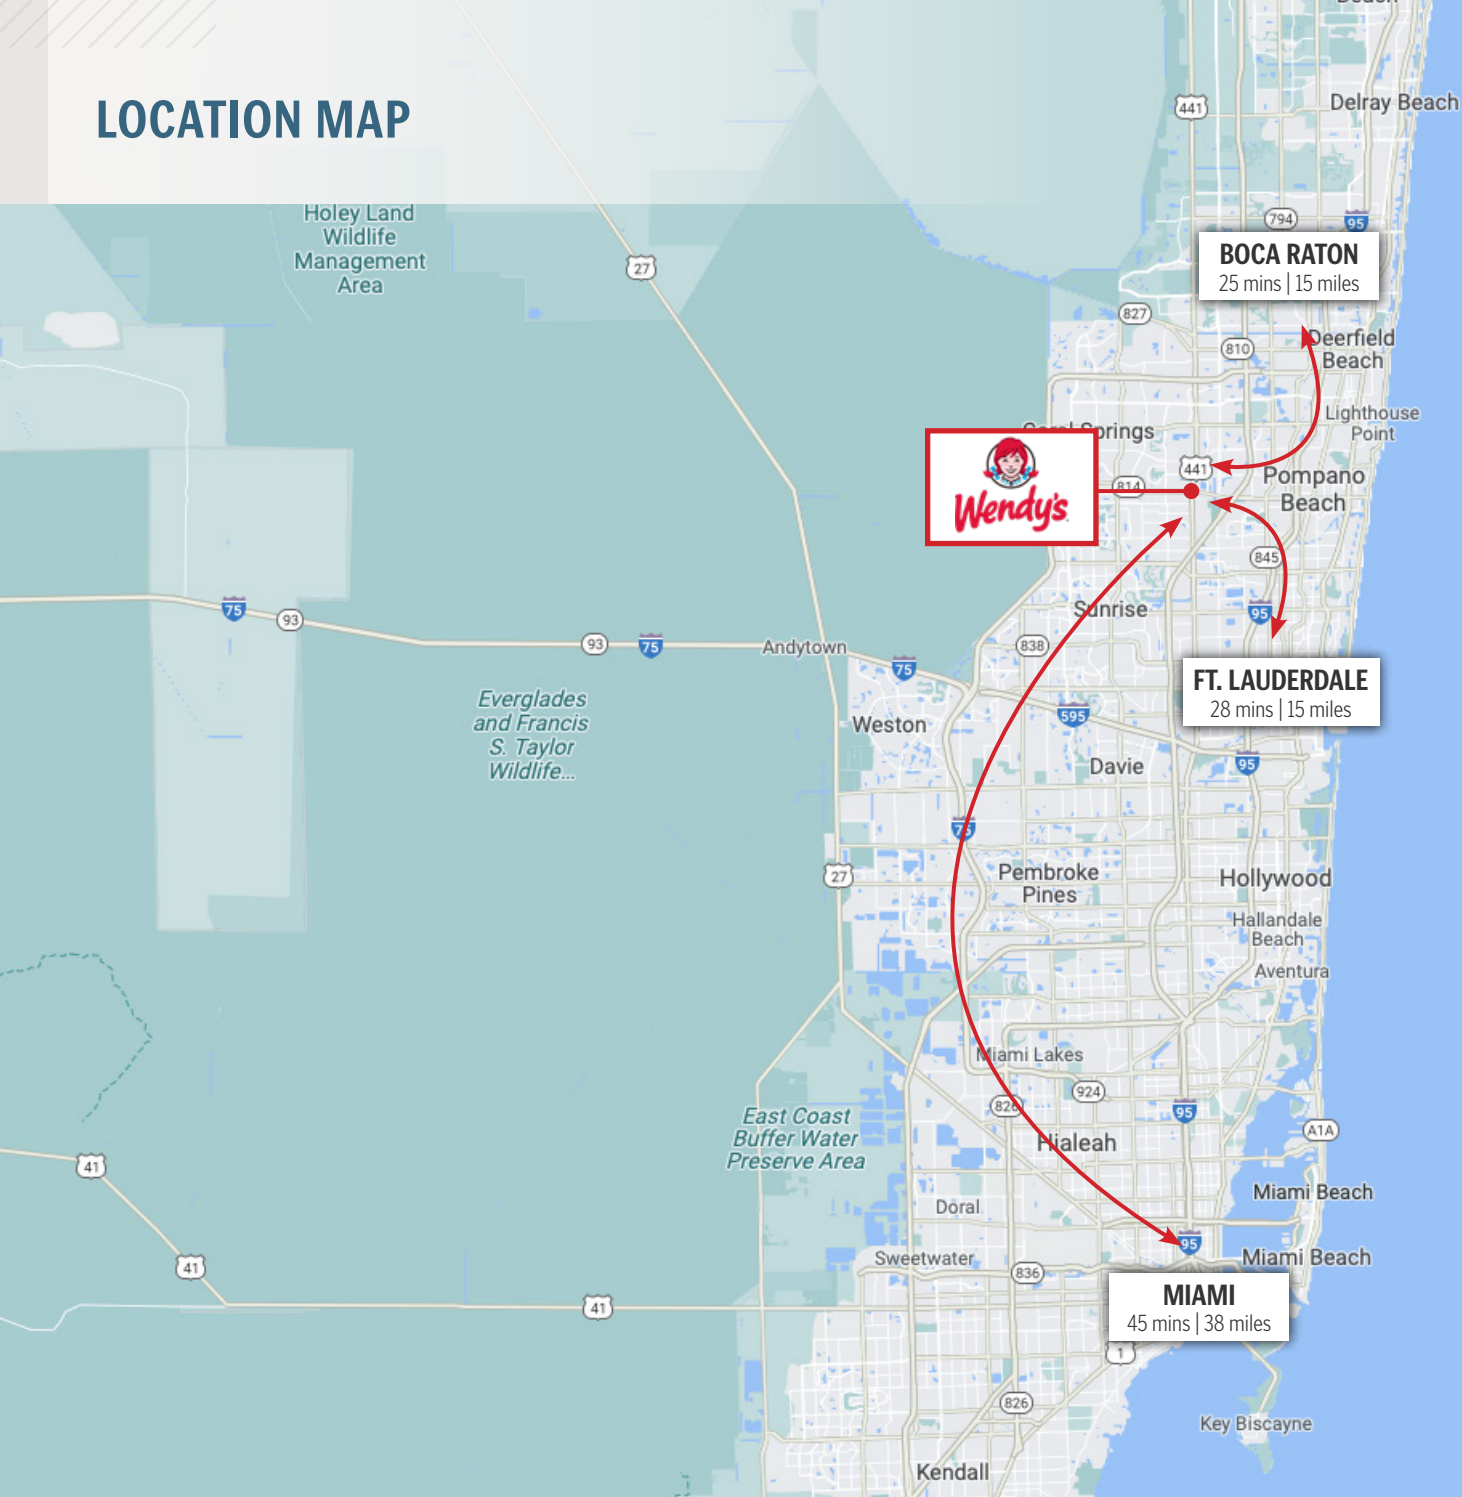 LOCATION MAP
Delray Beach
441
Holey Land
Wildlife
Management
Area
27
794
95
BOCA RATON
25 mins | 15 miles
827
810
Deerfield
Beach
Lighthouse
Point
Coral Springs
Wendy's
441
814
Pompano
Beach
845
75
93
93
75
Andytown
Sunrise
95
838
75
FT. LAUDERDALE
28 mins | 15 miles
Everglades
and Francis
S. Taylor
Wildlife...
Weston
595
Davie
95
75
27
Pembroke
Pines
Hollywood
Hallandale
Beach
Aventura
Miami Lakes
924
826
95
East Coast
Buffer Water
Preserve Area
Hialeah
A1A
41
Doral
Miami Beach
95
Sweetwater
Miami Beach
41
836
41
MIAMI
45 mins | 38 miles
1
826
Key Biscayne
Kendall